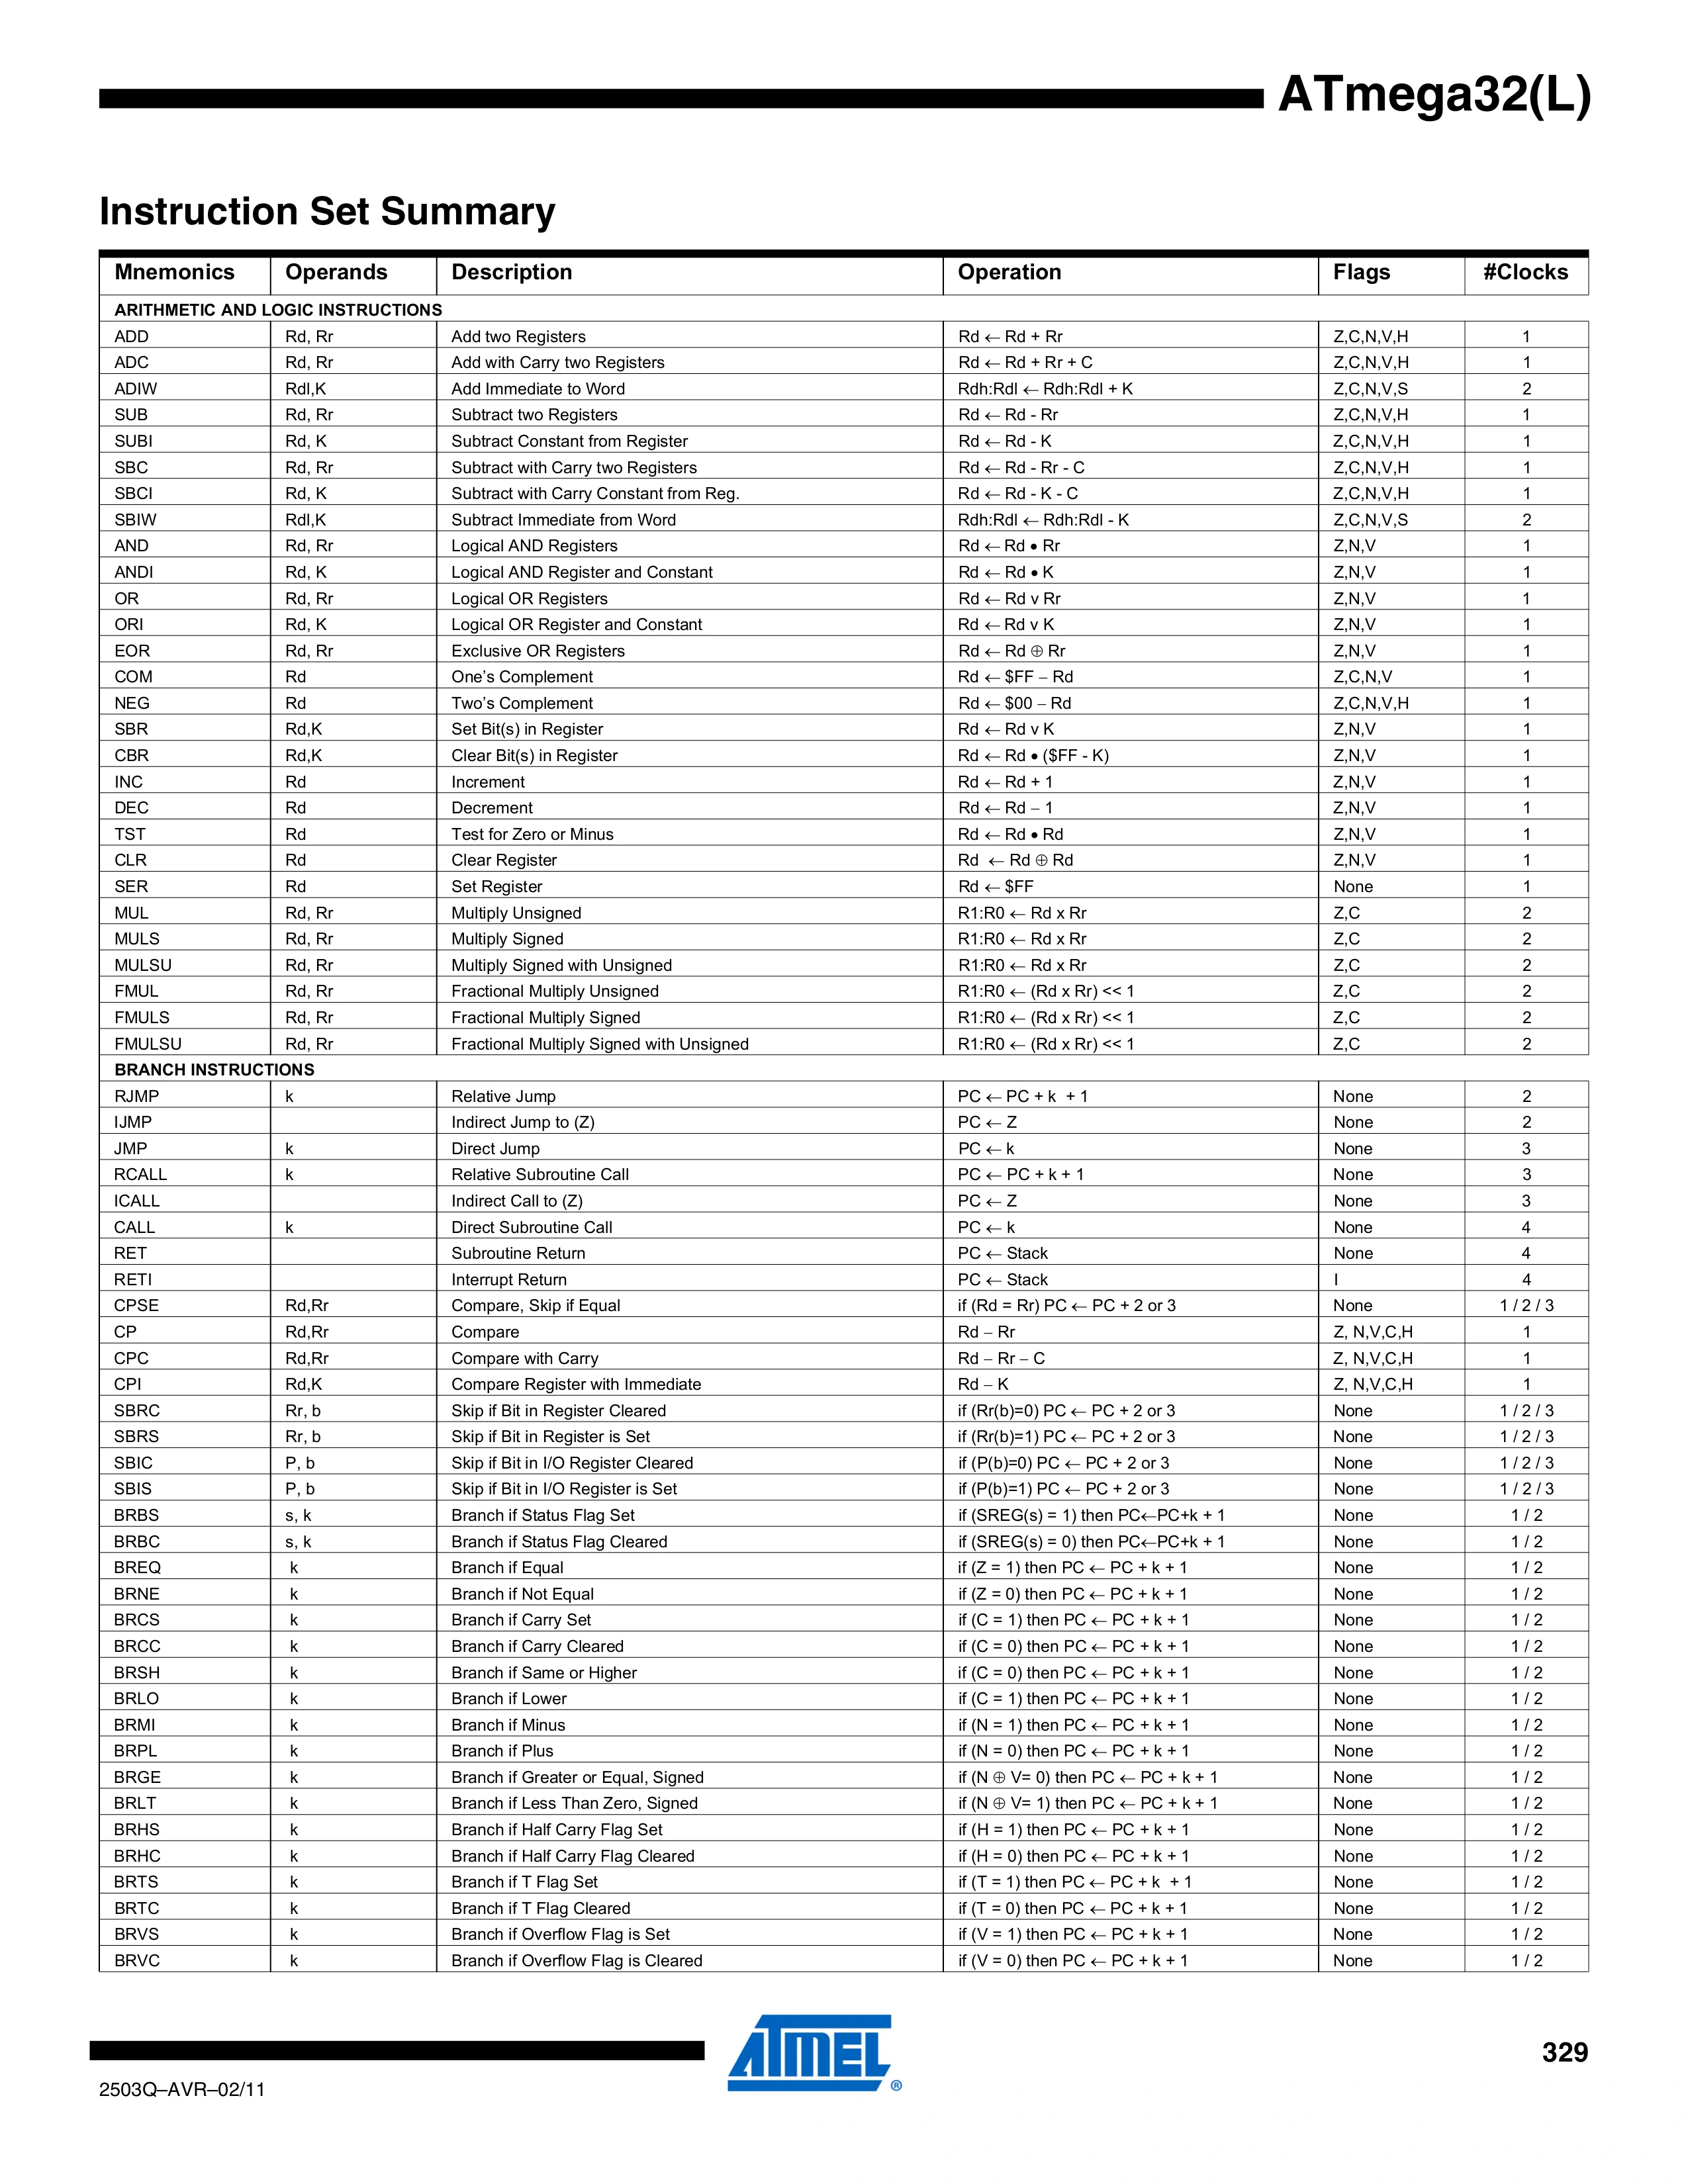 ATmega32(L)
Instruction Set Summary
Mnemonics Operands Description Operation Flags #Clocks
ARITHMETIC AND LOGIC INSTRUCTIONS
ADD Rd, Rr Add two Registers Rd ← Rd + Rr Z,C,N,V,H 1
ADC Rd, Rr Add with Carry two Registers Rd ← Rd + Rr + C Z,C,N,V,H 1
ADIW Rdl,K Add Immediate to Word Rdh:Rdl ← Rdh:Rdl + K Z,C,N,V,S 2
SUB Rd, Rr Subtract two Registers Rd ← Rd - Rr Z,C,N,V,H 1
SUBI Rd, K Subtract Constant from Register Rd ← Rd - K Z,C,N,V,H 1
SBC Rd, Rr Subtract with Carry two Registers Rd ← Rd - Rr - C Z,C,N,V,H 1
SBCI Rd, K Subtract with Carry Constant from Reg. Rd ← Rd - K - C Z,C,N,V,H 1
SBIW Rdl,K Subtract Immediate from Word Rdh:Rdl ← Rdh:Rdl - K Z,C,N,V,S 2
AND Rd, Rr Logical AND Registers Rd ← Rd • Rr Z,N,V 1
ANDI Rd, K Logical AND Register and Constant Rd ← Rd • K Z,N,V 1
OR Rd, Rr Logical OR Registers Rd ← Rd v Rr Z,N,V 1
ORI Rd, K Logical OR Register and Constant Rd ← Rd v K Z,N,V 1
EOR Rd, Rr Exclusive OR Registers Rd ← Rd ⊕ Rr Z,N,V 1
COM Rd One’s Complement Rd ← $FF − Rd Z,C,N,V 1
NEG Rd Two’s Complement Rd ← $00 − Rd Z,C,N,V,H 1
SBR Rd,K Set Bit(s) in Register Rd ← Rd v K Z,N,V 1
CBR Rd,K Clear Bit(s) in Register Rd ← Rd • ($FF - K) Z,N,V 1
INC Rd Increment Rd ← Rd + 1 Z,N,V 1
DEC Rd Decrement Rd ← Rd − 1 Z,N,V 1
TST Rd Test for Zero or Minus Rd ← Rd • Rd Z,N,V 1
CLR Rd Clear Register Rd ← Rd ⊕ Rd Z,N,V 1
SER Rd Set Register Rd ← $FF None 1
MUL Rd, Rr Multiply Unsigned R1:R0 ← Rd x Rr Z,C 2
MULS Rd, Rr Multiply Signed R1:R0 ← Rd x Rr Z,C 2
MULSU Rd, Rr Multiply Signed with Unsigned R1:R0 ← Rd x Rr Z,C 2
FMUL Rd, Rr Fractional Multiply Unsigned R1:R0 ← (Rd x Rr) << 1 Z,C 2
FMULS Rd, Rr Fractional Multiply Signed R1:R0 ← (Rd x Rr) << 1 Z,C 2
FMULSU Rd, Rr Fractional Multiply Signed with Unsigned R1:R0 ← (Rd x Rr) << 1 Z,C 2
BRANCH INSTRUCTIONS
RJMP k Relative Jump PC ← PC + k + 1 None 2
IJMP Indirect Jump to (Z) PC ← Z None 2
JMP k Direct Jump PC ← k None 3
RCALL k Relative Subroutine Call PC ← PC + k + 1 None 3
ICALL Indirect Call to (Z) PC ← Z None 3
CALL k Direct Subroutine Call PC ← k None 4
RET Subroutine Return PC ← Stack None 4
RETI Interrupt Return PC ← Stack I 4
CPSE Rd,Rr Compare, Skip if Equal if (Rd = Rr) PC ← PC + 2 or 3 None 1 / 2 / 3
CP Rd,Rr Compare Rd − Rr Z, N,V,C,H 1
CPC Rd,Rr Compare with Carry Rd − Rr − C Z, N,V,C,H 1
CPI Rd,K Compare Register with Immediate Rd − K Z, N,V,C,H 1
SBRC Rr, b Skip if Bit in Register Cleared if (Rr(b)=0) PC ← PC + 2 or 3 None 1 / 2 / 3
SBRS Rr, b Skip if Bit in Register is Set if (Rr(b)=1) PC ← PC + 2 or 3 None 1 / 2 / 3
SBIC P, b Skip if Bit in I/O Register Cleared if (P(b)=0) PC ← PC + 2 or 3 None 1 / 2 / 3
SBIS P, b Skip if Bit in I/O Register is Set if (P(b)=1) PC ← PC + 2 or 3 None 1 / 2 / 3
BRBS s, k Branch if Status Flag Set if (SREG(s) = 1) then PC←PC+k + 1 None 1 / 2
BRBC s, k Branch if Status Flag Cleared if (SREG(s) = 0) then PC←PC+k + 1 None 1 / 2
BREQ k Branch if Equal if (Z = 1) then PC ← PC + k + 1 None 1 / 2
BRNE k Branch if Not Equal if (Z = 0) then PC ← PC + k + 1 None 1 / 2
BRCS k Branch if Carry Set if (C = 1) then PC ← PC + k + 1 None 1 / 2
BRCC k Branch if Carry Cleared if (C = 0) then PC ← PC + k + 1 None 1 / 2
BRSH k Branch if Same or Higher if (C = 0) then PC ← PC + k + 1 None 1 / 2
BRLO k Branch if Lower if (C = 1) then PC ← PC + k + 1 None 1 / 2
BRMI k Branch if Minus if (N = 1) then PC ← PC + k + 1 None 1 / 2
BRPL k Branch if Plus if (N = 0) then PC ← PC + k + 1 None 1 / 2
BRGE k Branch if Greater or Equal, Signed if (N ⊕ V= 0) then PC ← PC + k + 1 None 1 / 2
BRLT k Branch if Less Than Zero, Signed if (N ⊕ V= 1) then PC ← PC + k + 1 None 1 / 2
BRHS k Branch if Half Carry Flag Set if (H = 1) then PC ← PC + k + 1 None 1 / 2
BRHC k Branch if Half Carry Flag Cleared if (H = 0) then PC ← PC + k + 1 None 1 / 2
BRTS k Branch if T Flag Set if (T = 1) then PC ← PC + k + 1 None 1 / 2
BRTC k Branch if T Flag Cleared if (T = 0) then PC ← PC + k + 1 None 1 / 2
BRVS k Branch if Overflow Flag is Set if (V = 1) then PC ← PC + k + 1 None 1 / 2
BRVC k Branch if Overflow Flag is Cleared if (V = 0) then PC ← PC + k + 1 None 1 / 2
ATMEL ®
329
2503Q–AVR–02/11